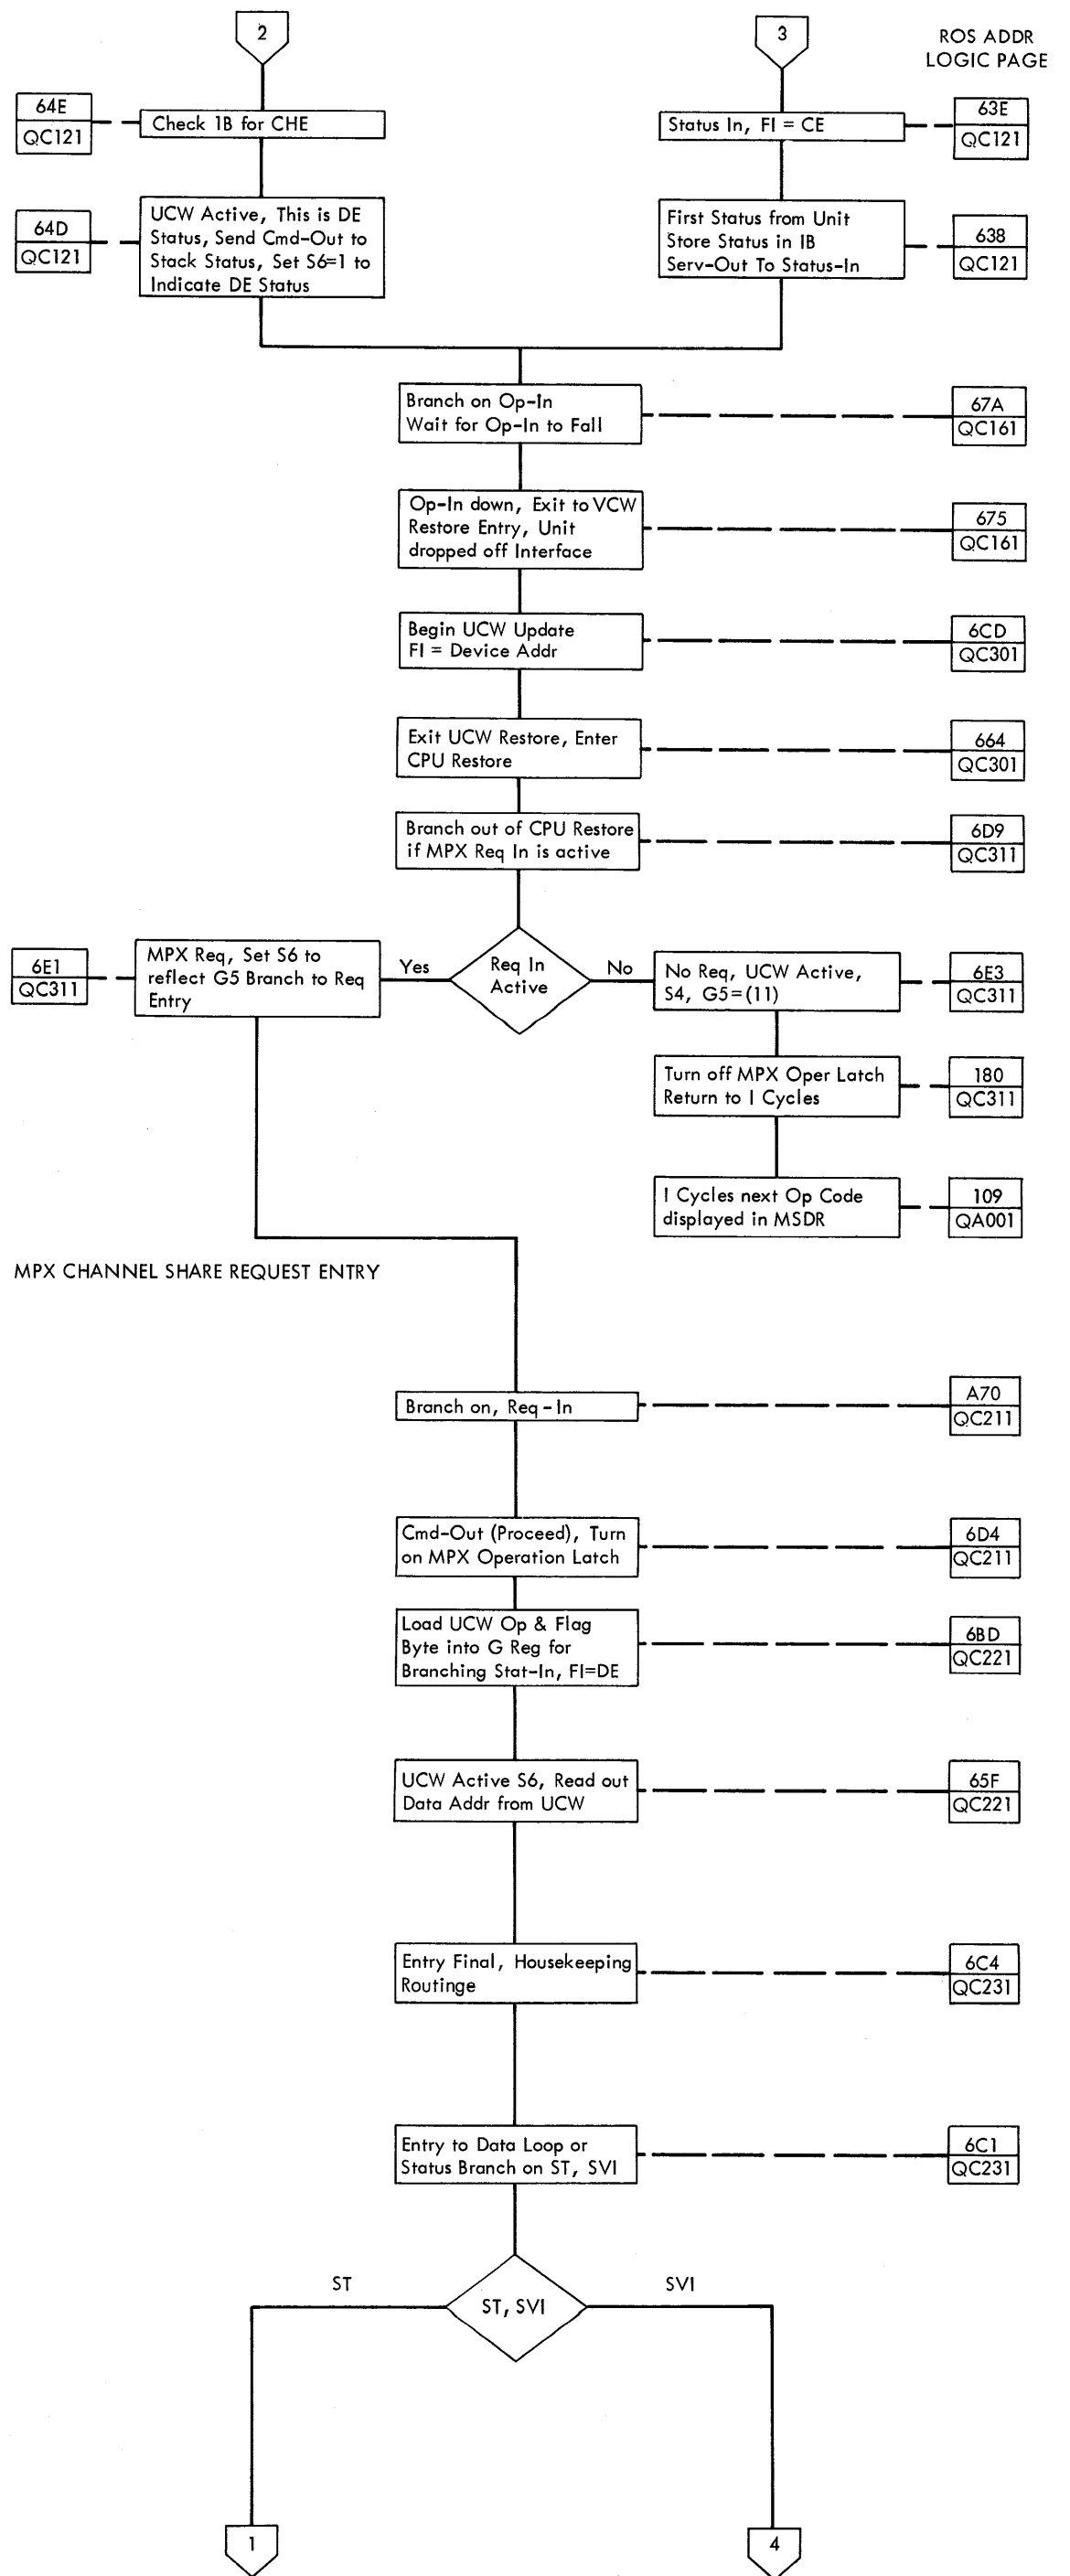 2
3
ROS ADDR
LOGIC PAGE
64E
QC121
Check 1B for CHE
Status In, FI = CE
63E
QC121
64D
QC121
UCW Active, This is DE
Status, Send Cmd-Out to
Stack Status, Set S6=1 to
Indicate DE Status
First Status from Unit
Store Status in IB
Serv-Out To Status-In
638
QC121
Branch on Op-In
Wait for Op-In to Fall
67A
QC161
Op-In down, Exit to VCW
Restore Entry, Unit
dropped off Interface
675
QC161
Begin UCW Update
FI = Device Addr
6CD
QC301
Exit UCW Restore, Enter
CPU Restore
664
QC301
Branch out of CPU Restore
if MPX Req In is active
6D9
QC311
6E1
QC311
MPX Req, Set S6 to
reflect G5 Branch to Req
Entry
Yes
Req In
Active
No
No Req, UCW Active,
S4, G5=(11)
6E3
QC311
Turn off MPX Oper Latch
Return to I Cycles
180
QC311
I Cycles next Op Code
displayed in MSDR
109
QA001
MPX CHANNEL SHARE REQUEST ENTRY
Branch on, Req-In
A70
QC211
Cmd-Out (Proceed), Turn
on MPX Operation Latch
6D4
QC211
Load UCW Op & Flag
Byte into G Reg for
Branching Stat-In, FI=DE
6BD
QC221
UCW Active S6, Read out
Data Addr from UCW
65F
QC221
Entry Final, Housekeeping
Routinge
6C4
QC231
Entry to Data Loop or
Status Branch on ST, SVI
6C1
QC231
ST
ST, SVI
SVI
1
4